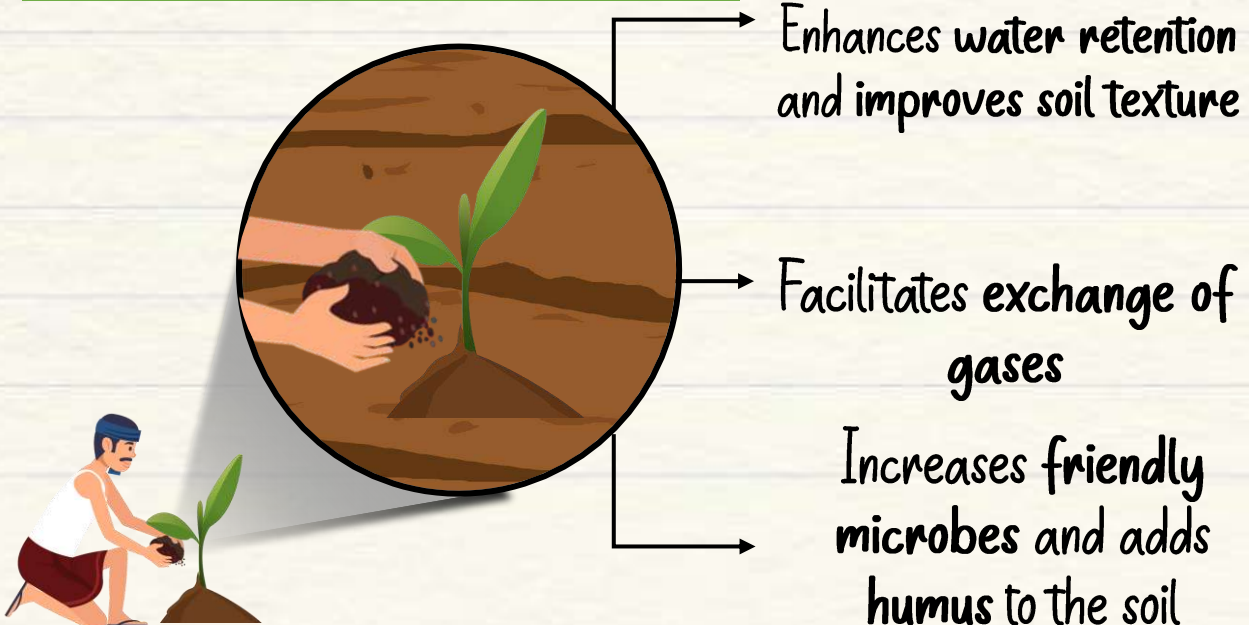 Enhances water retention
and improves soil texture
Facilitates exchange of
gases
Increases friendly
microbes and adds
humus to the soil